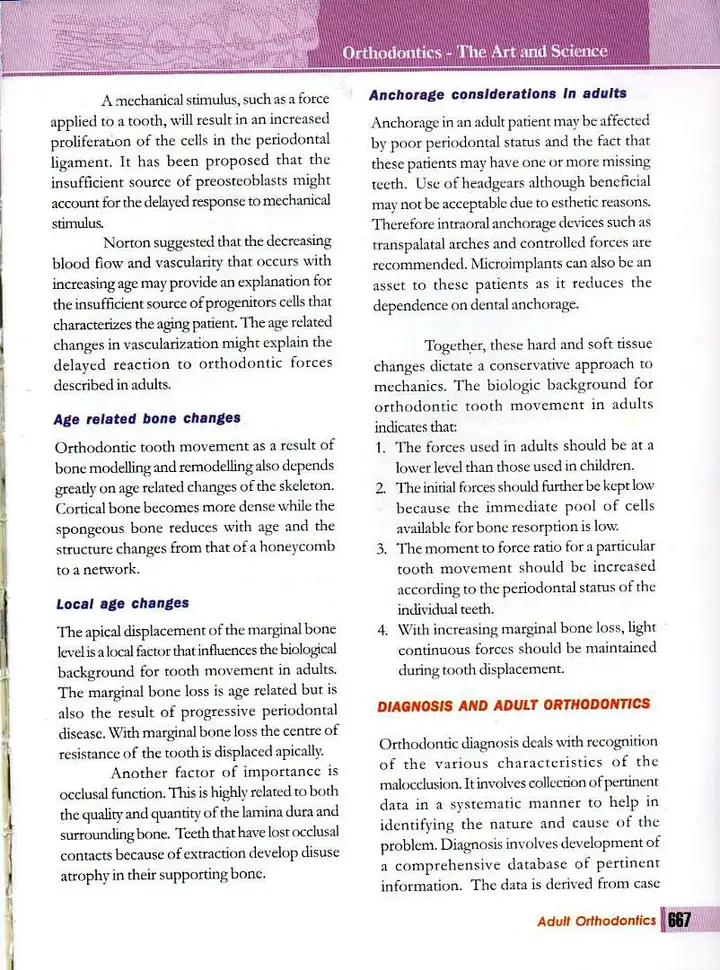 Orthodontics - The Art and Science
A mechanical stimulus, such as a force
applied to a tooth, will result in an increased
proliferation of the cells in the periodontal
ligament. It has been proposed that the
insufficient source of preosteoblasts might
account for the delayed response to mechanical
stimulus.
Norton suggested that the decreasing
blood flow and vascularity that occurs with
increasing age may provide an explanation for
the insufficient source of progenitors cells that
characterizes the aging patient. The age related
changes in vascularization might explain the
delayed reaction to orthodontic forces
described in adults.
Age related bone changes
Orthodontic tooth movement as a result of
bone modelling and remodelling also depends
greatly on age related changes of the skeleton.
Cortical bone becomes more dense while the
spongeous bone reduces with age and the
structure changes from that of a honeycomb
to a network.
Local age changes
The apical displacement of the marginal bone
level is a local factor that influences the biological
background for tooth movement in adults.
The marginal bone loss is age related but is
also the result of progressive periodontal
disease. With marginal bone loss the centre of
resistance of the tooth is displaced apically.
Another factor of importance is
occlusal function. This is highly related to both
the quality and quantity of the lamina dura and
surrounding bone. Teeth that have lost occlusal
contacts because of extraction develop disuse
atrophy in their supporting bone.
Anchorage considerations in adults
Anchorage in an adult patient may be affected
by poor periodontal status and the fact that
these patients may have one or more missing
teeth. Use of headgears although beneficial
may not be acceptable due to esthetic reasons.
Therefore intraoral anchorage devices such as
transpalatal arches and controlled forces are
recommended. Microimplants can also be an
asset to these patients as it reduces the
dependence on dental anchorage.
Together, these hard and soft tissue
changes dictate a conservative approach to
mechanics. The biologic background for
orthodontic tooth movement in adults
indicates that:
1. The forces used in adults should be at a
lower level than those used in children.
2. The initial forces should further be kept low
because the immediate pool of cells
available for bone resorption is low.
3. The moment to force ratio for a particular
tooth movement should be increased
according to the periodontal status of the
individual teeth.
4. With increasing marginal bone loss, light
continuous forces should be maintained
during tooth displacement.
DIAGNOSIS AND ADULT ORTHODONTICS
Orthodontic diagnosis deals with recognition
of the various characteristics of the
malocclusion. It involves collection of pertinent
data in a systematic manner to help in
identifying the nature and cause of the
problem. Diagnosis involves development of
a comprehensive database of pertinent
information. The data is derived from case
Adult Orthodontics 667